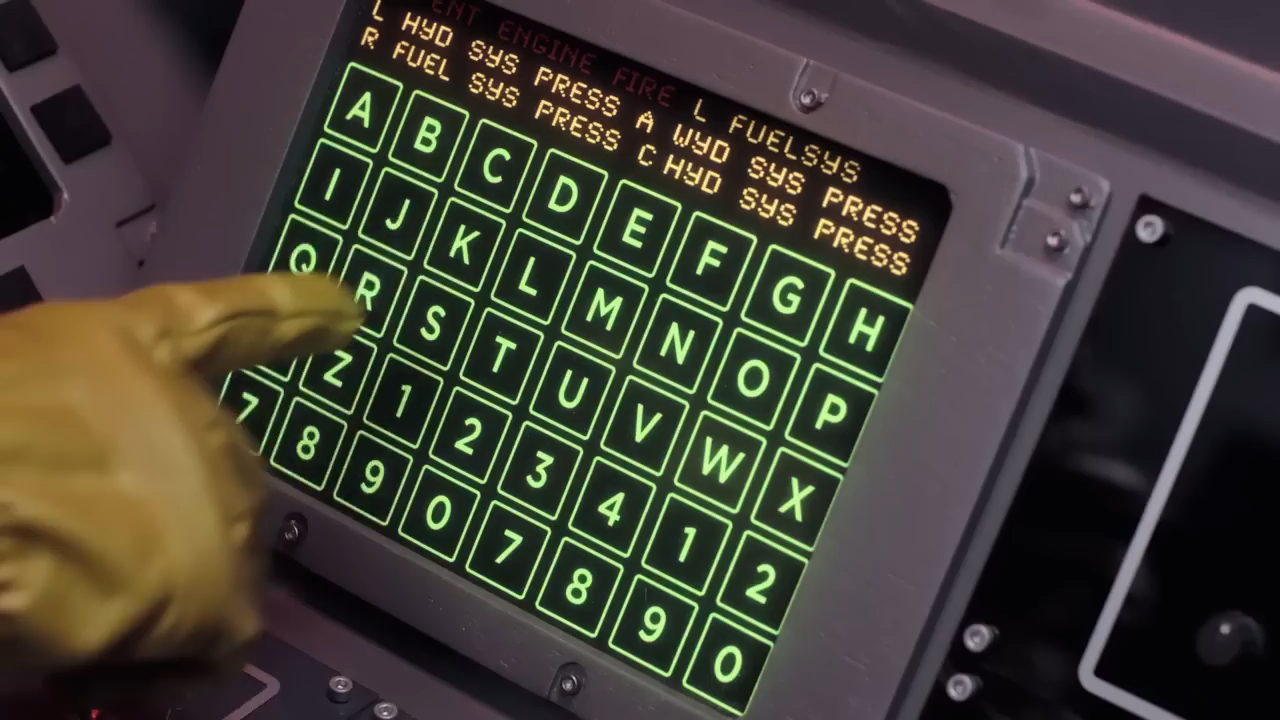 ENT ENGINE FIRE L FUELSYS
L HYD SYS PRESS A WYD SYS PRESS
R FUEL SYS PRESS C HYD SYS PRESS
A B C D E F G H
I J K L M N O P
Q R S T U V W X
Z 1 2 3 4 1 2
7 8 9 0 7 8 9 0